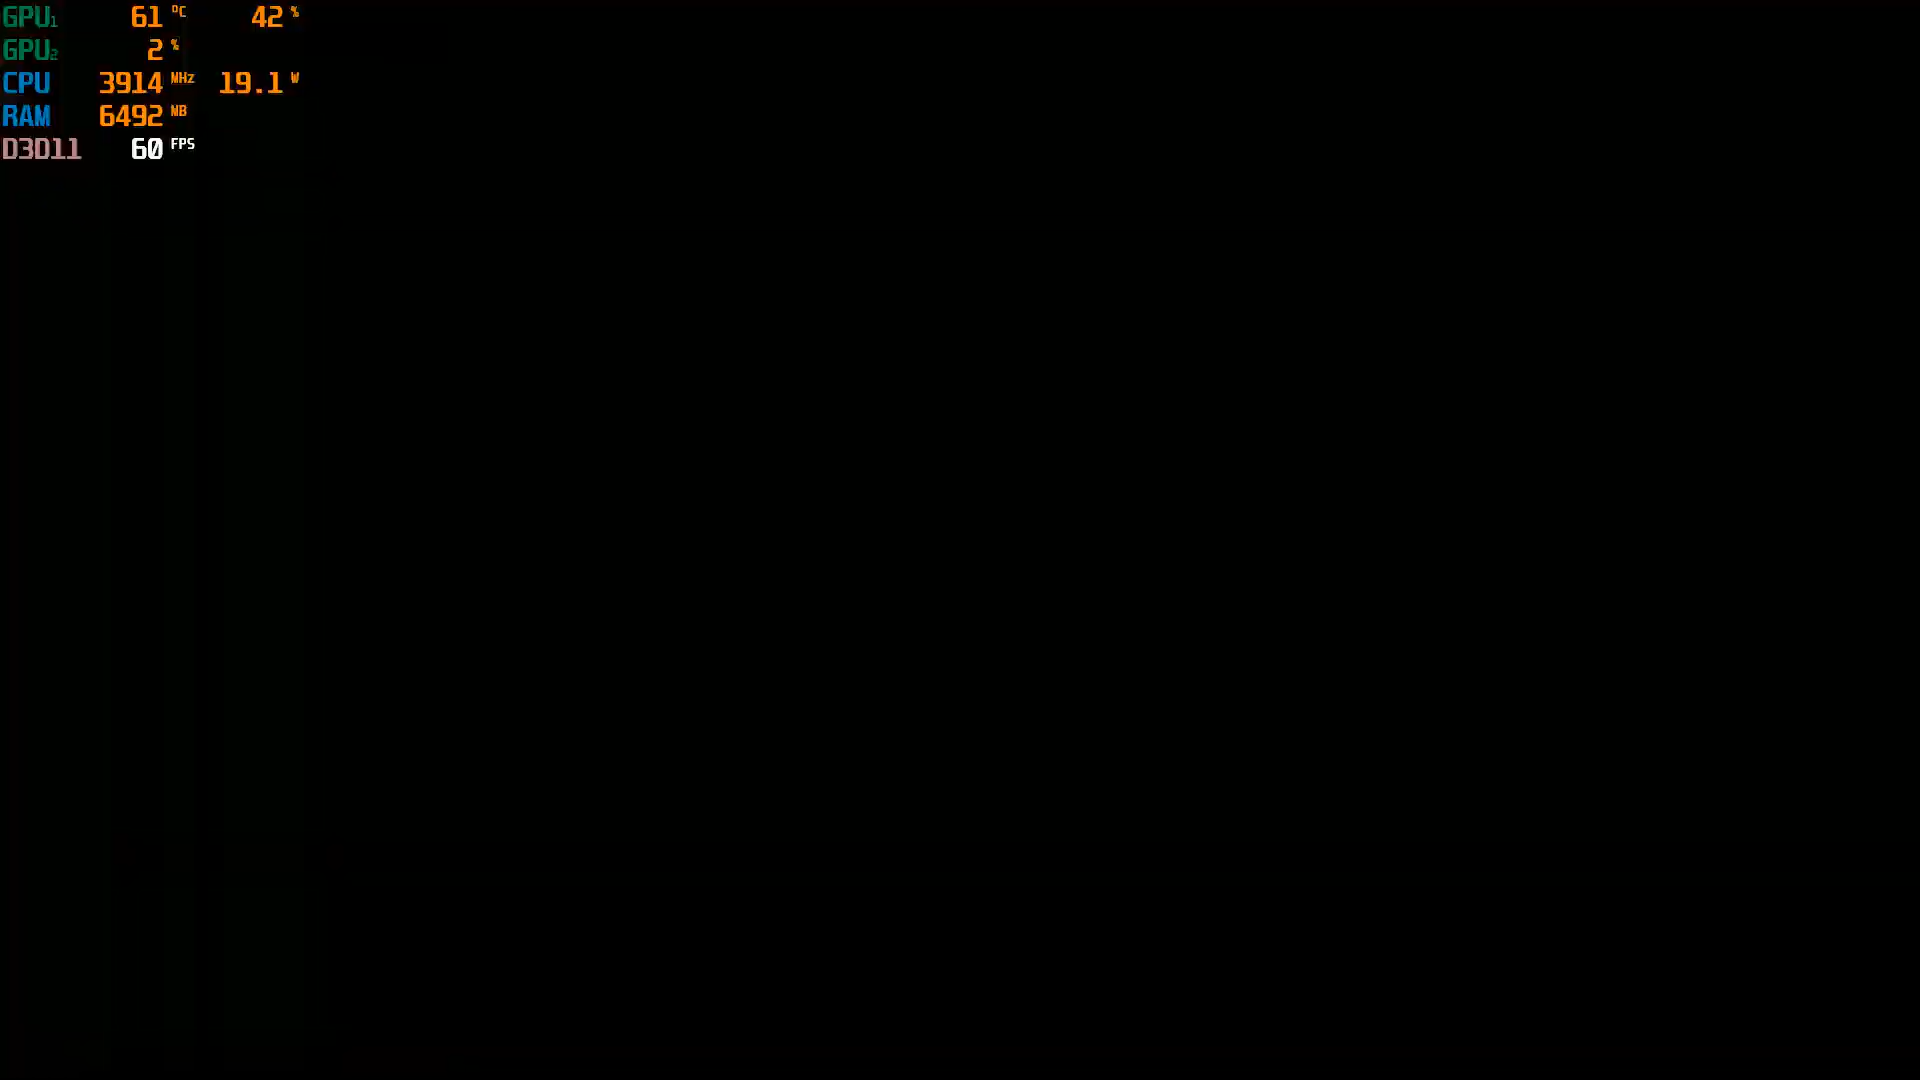 GPU1 61 °C 42 %
GPU2 2 %
CPU 3914 MHz 19.1 W
RAM 6492 MB
D3D11 60 FPS